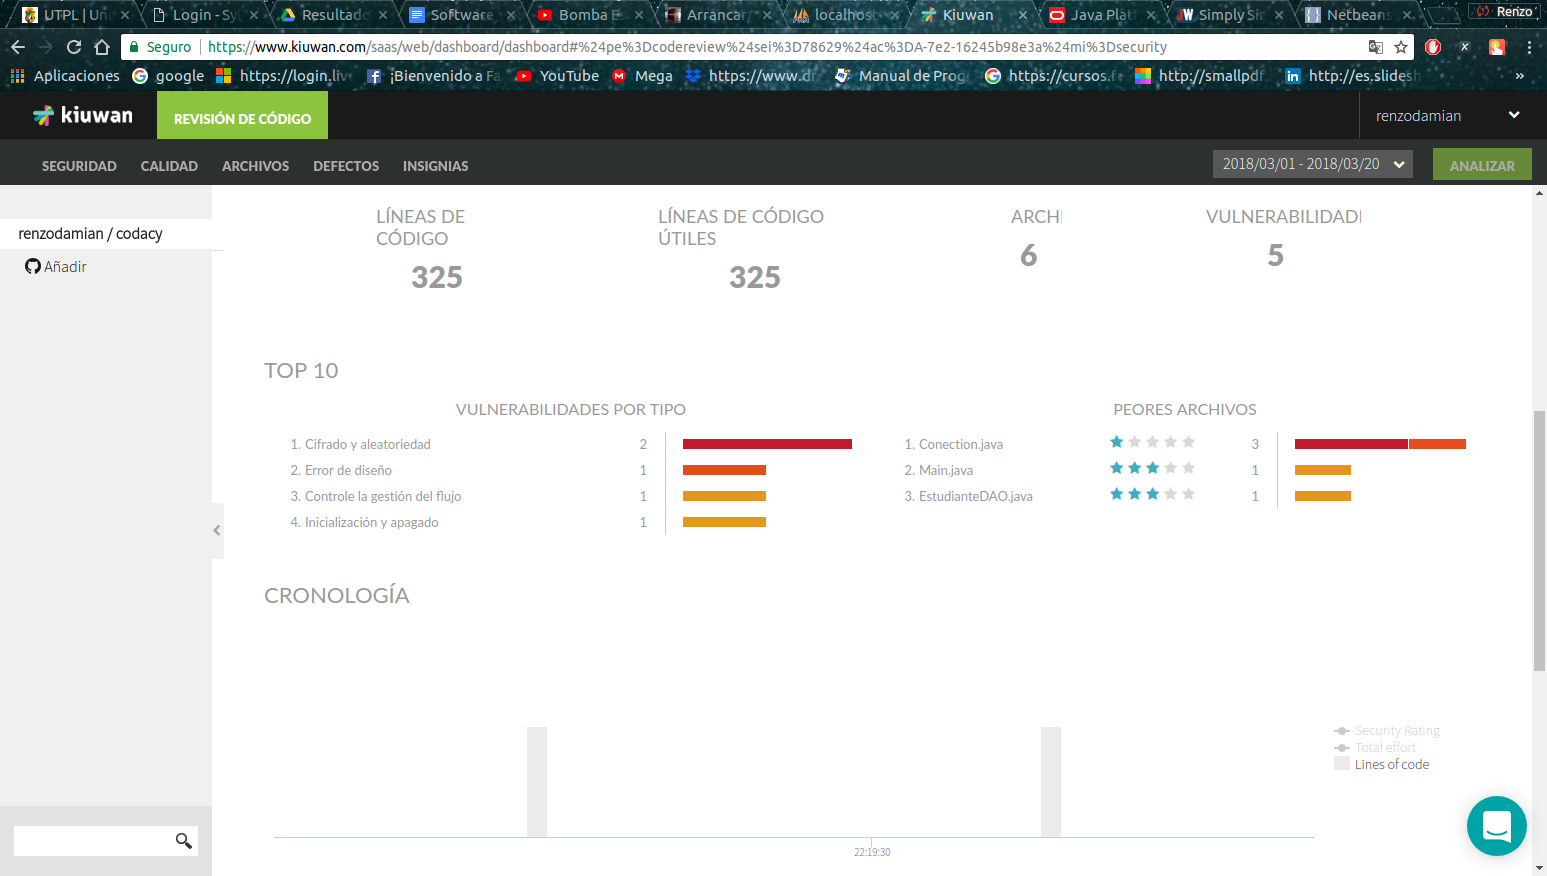 UTPL | Uni
Login - Sy
Resultado
Software
Bomba E
Arrancar
localhost
Kiuwan
Java Plat
Simply Si
Netbeans
Renzo
Seguro
https://www.kiuwan.com/saas/web/dashboard/dashboard#%24pe%3Dcodereview%24sei%3D78629%24ac%3DA-7e2-16245b98e3a%24mi%3Dsecurity
Aplicaciones
google
https://login.live
¡Bienvenido a Fa
YouTube
Mega
https://www.dr
Manual de Prog
https://cursos.f
http://smallpdf.
http://es.slidesh
»
kiuwan
REVISIÓN DE CÓDIGO
renzodamian
SEGURIDAD
CALIDAD
ARCHIVOS
DEFECTOS
INSIGNIAS
2018/03/01 - 2018/03/20
ANALIZAR
renzodamian / codacy
Añadir
LÍNEAS DE
CÓDIGO
325
LÍNEAS DE CÓDIGO
ÚTILES
325
ARCHI
6
VULNERABILIDADI
5
TOP 10
VULNERABILIDADES POR TIPO
1. Cifrado y aleatoriedad 2
2. Error de diseño 1
3. Controle la gestión del flujo 1
4. Inicialización y apagado 1
PEORES ARCHIVOS
1. Conection.java 3
2. Main.java 1
3. EstudianteDAO.java 1
CRONOLOGÍA
Security Rating
Total effort
Lines of code
22:19:30